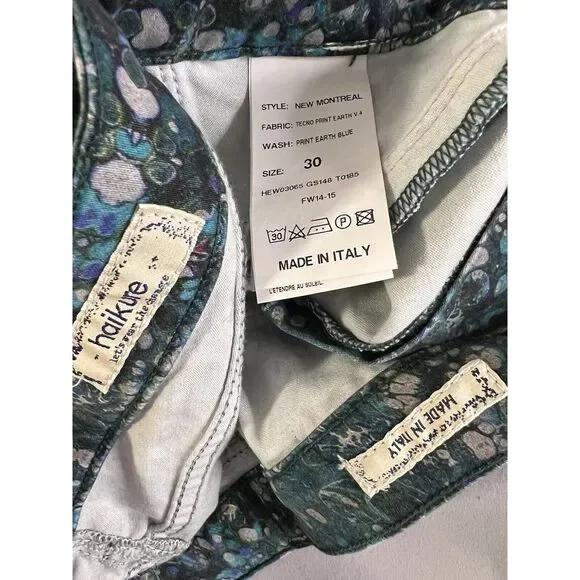 STYLE: NEW MONTREAL
FABRIC: TECNO PRINT EARTH V.4
WASH: PRINT EARTH BLUE
SIZE: 30
HEW03065 GS148 T0185
FW14-15
30
P
MADE IN ITALY
L'ETENDRE AU SOLEIL.
haikure
let's wear the change
MADE IN ITALY